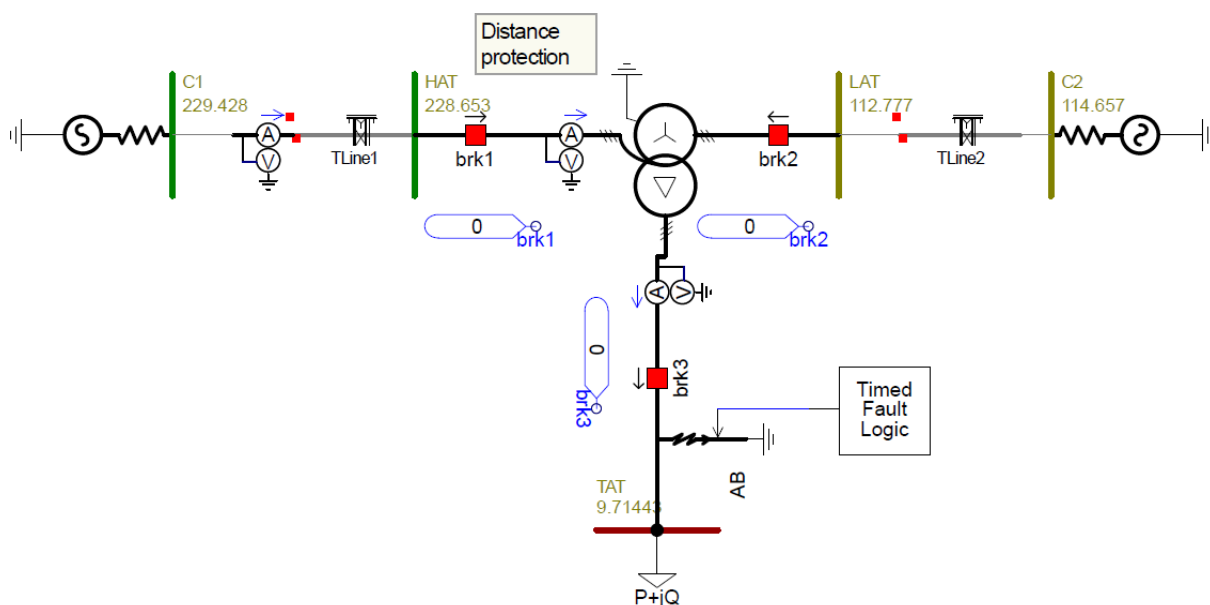 Distance
protection
C1
229.428
HAT
228.653
LAT
112.777
C2
114.657
A
V
TLine1
brk1
A
V
brk2
TLine2
0
brk1
0
brk2
A
V
0
brk3
brk3
Timed
Fault
Logic
AB
TAT
9.71443
P+jQ